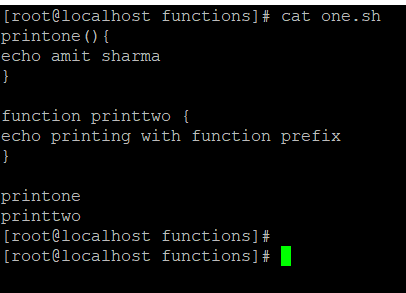 [root@localhost functions]# cat one.sh
printone(){
echo amit sharma
}
function printtwo {
echo printing with function prefix
}
printone
printtwo
[root@localhost functions]#
[root@localhost functions]#